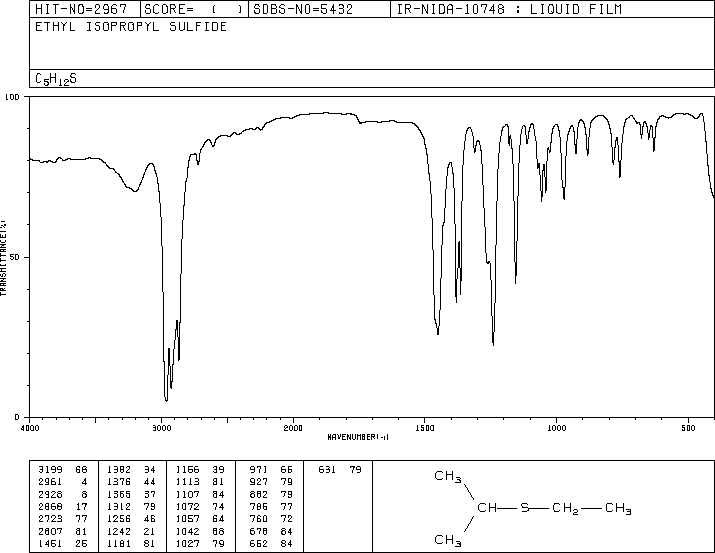 HIT-NO=2967 SCORE= ( ) SDBS-NO=5432 IR-NIDA-10748 : LIQUID FILM
ETHYL ISOPROPYL SULFIDE
C5H12S
100
50
0
TRANSMITTANCE(%)
4000 3000 2000 1500 1000 500
WAVENUMBER(-1)
3199 68 1382 34 1156 39 971 66 631 79
2961 4 1376 44 1113 81 927 79
2928 8 1366 37 1107 84 882 79
2868 17 1312 79 1072 74 786 77
2723 77 1256 46 1057 64 760 72
2607 81 1242 21 1042 68 678 84
1451 25 1181 81 1027 79 652 84
CH3
CH S CH2 CH3
CH3